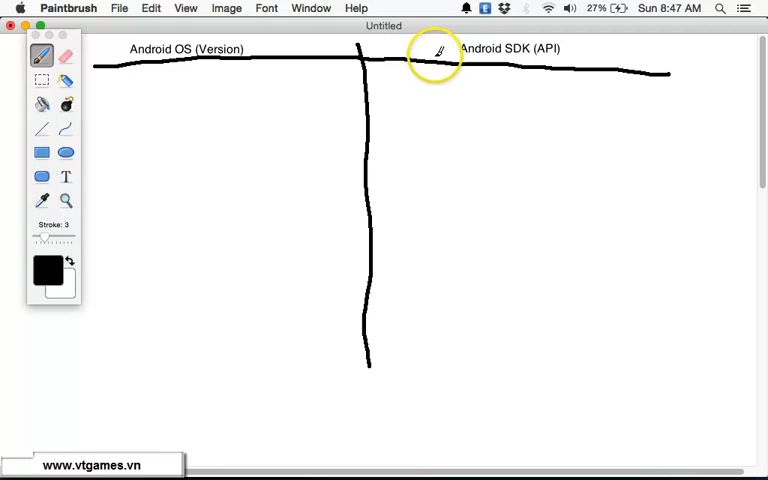 Paintbrush File Edit View Image Font Window Help 27% Sun 8:47 AM
Untitled
Android OS (Version) Android SDK (API)
T
Stroke: 3
www.vtgames.vn